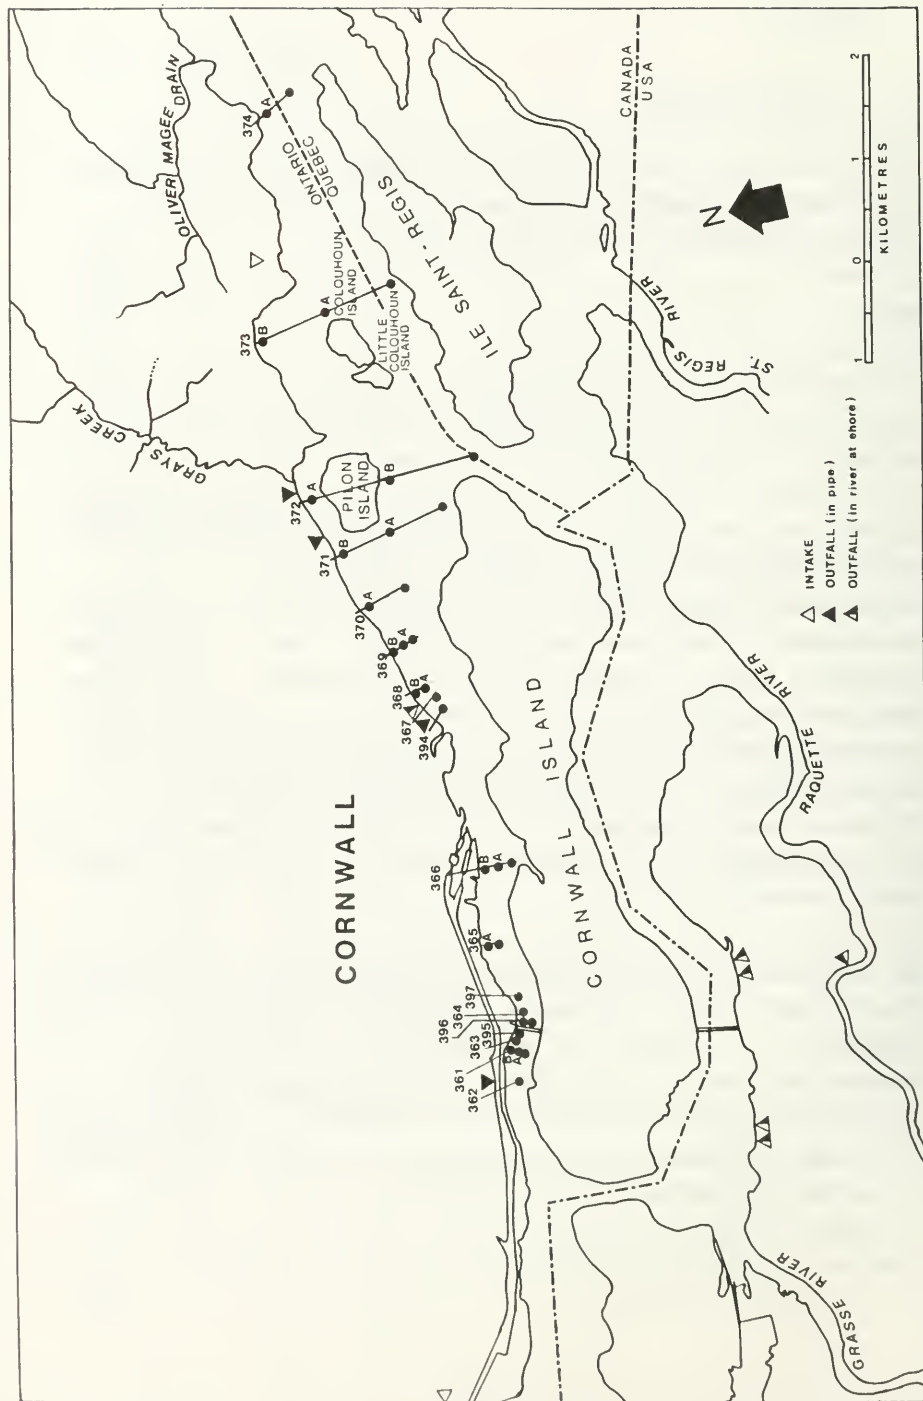 OLIVER MAGEE DRAIN
GRAYS CREEK
374
A
ONTARIO
QUEBEC
373
B
A
COLQUHOUN
ISLAND
LITTLE
COLQUHOUN
ISLAND
ILE SAINT-REGIS
ST. REGIS RIVER
CANADA
USA
372
A
PILON
ISLAND
B
371
B
A
370
A
369
B
A
368
B
A
367
394
CORNWALL
366
B
A
365
A
397
364
396
395
363
361
362
B
A
A
CORNWALL ISLAND
RAQUETTE RIVER
GRASSE RIVER
N
INTAKE
OUTFALL (in pipe)
OUTFALL (in river at shore)
1 0 1 2
KILOMETRES